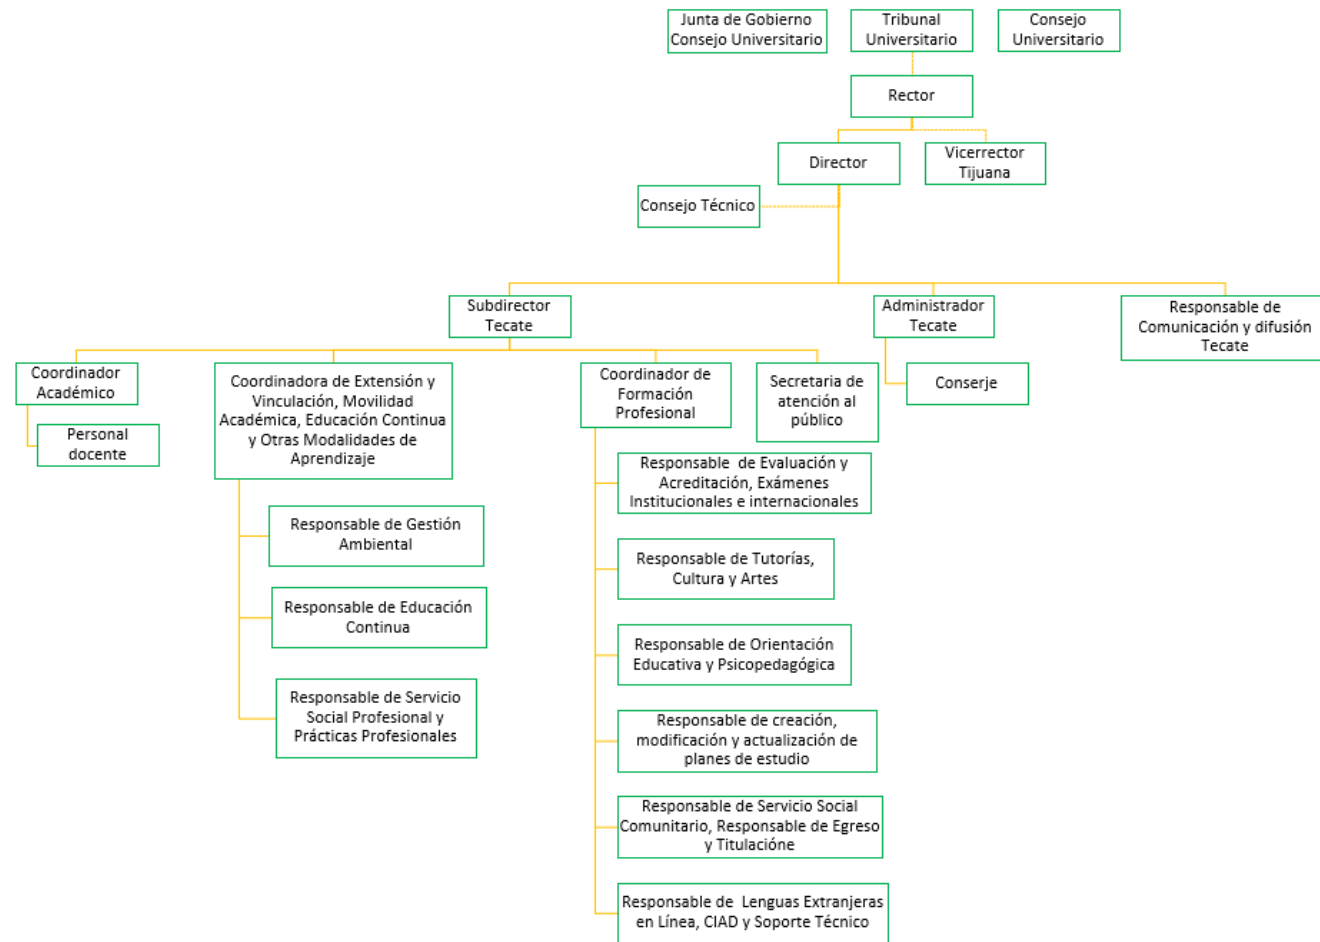 Junta de Gobierno
Consejo Universitario
Tribunal
Universitario
Consejo
Universitario
Rector
Director
Vicerrector
Tijuana
Consejo Técnico
Subdirector
Tecate
Administrador
Tecate
Responsable de
Comunicación y difusión
Tecate
Coordinador
Académico
Coordinadora de Extensión y
Vinculación, Movilidad
Académica, Educación Continua
y Otras Modalidades de
Aprendizaje
Coordinador de
Formación
Profesional
Secretaria de
atención al
público
Conserje
Personal
docente
Responsable de Gestión
Ambiental
Responsable de Educación
Continua
Responsable de Servicio
Social Profesional y
Prácticas Profesionales
Responsable de Evaluación y
Acreditación, Exámenes
Institucionales e internacionales
Responsable de Tutorías,
Cultura y Artes
Responsable de Orientación
Educativa y Psicopedagógica
Responsable de creación,
modificación y actualización de
planes de estudio
Responsable de Servicio Social
Comunitario, Responsable de Egreso
y Titulacióne
Responsable de Lenguas Extranjeras
en Línea, CIAD y Soporte Técnico